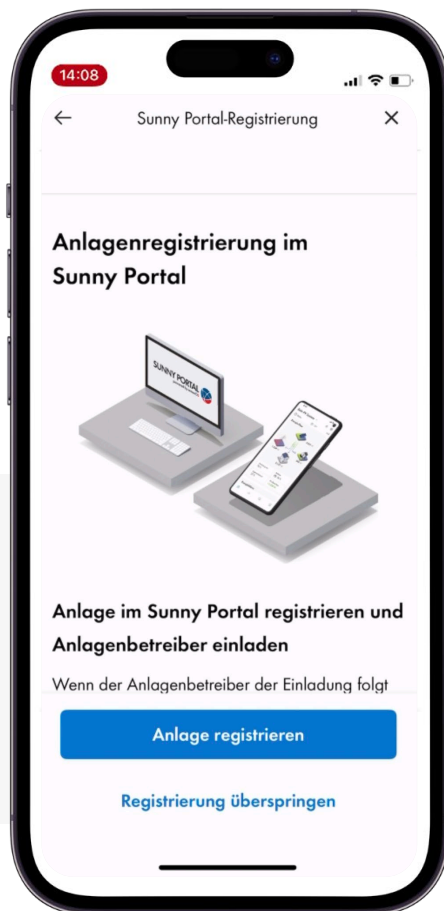 14:08
Sunny Portal-Registrierung
Anlagenregistrierung im
Sunny Portal
SUNNY PORTAL
Anlage im Sunny Portal registrieren und
Anlagenbetreiber einladen
Wenn der Anlagenbetreiber der Einladung folgt
Anlage registrieren
Registrierung überspringen